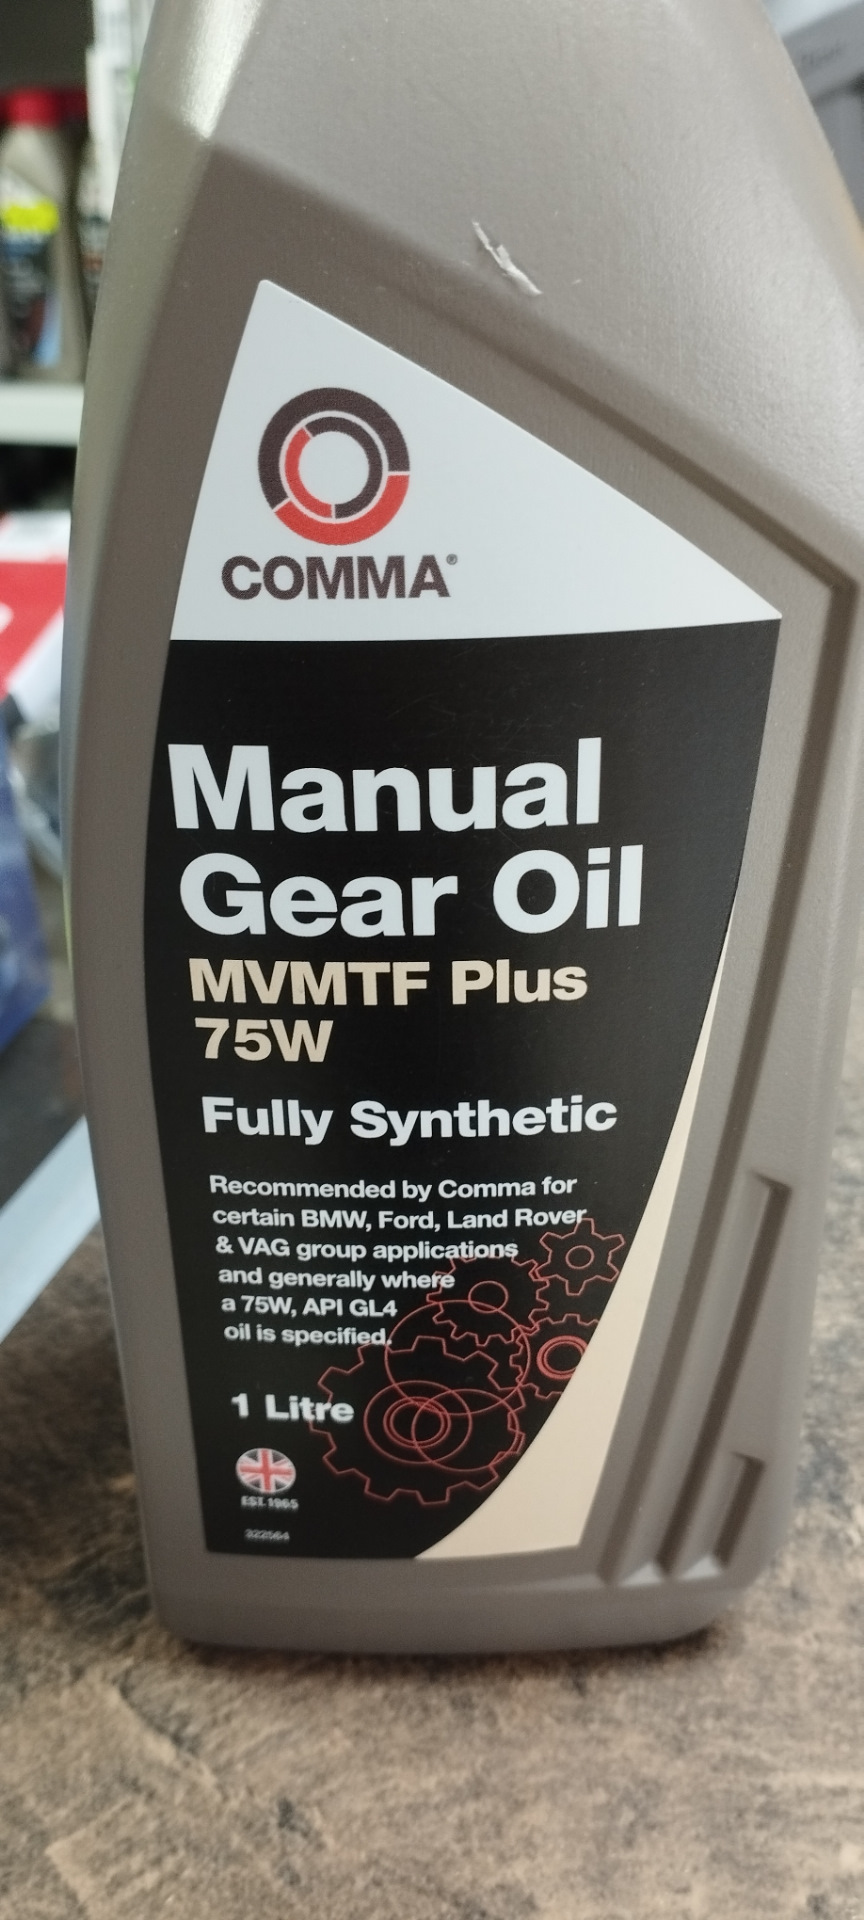 COMMA®
Manual
Gear Oil
MVMTF Plus
75W
Fully Synthetic
Recommended by Comma for
certain BMW, Ford, Land Rover
& VAG group applications
and generally where
a 75W, API GL4
oil is specified.
1 Litre
EST. 1965
322564